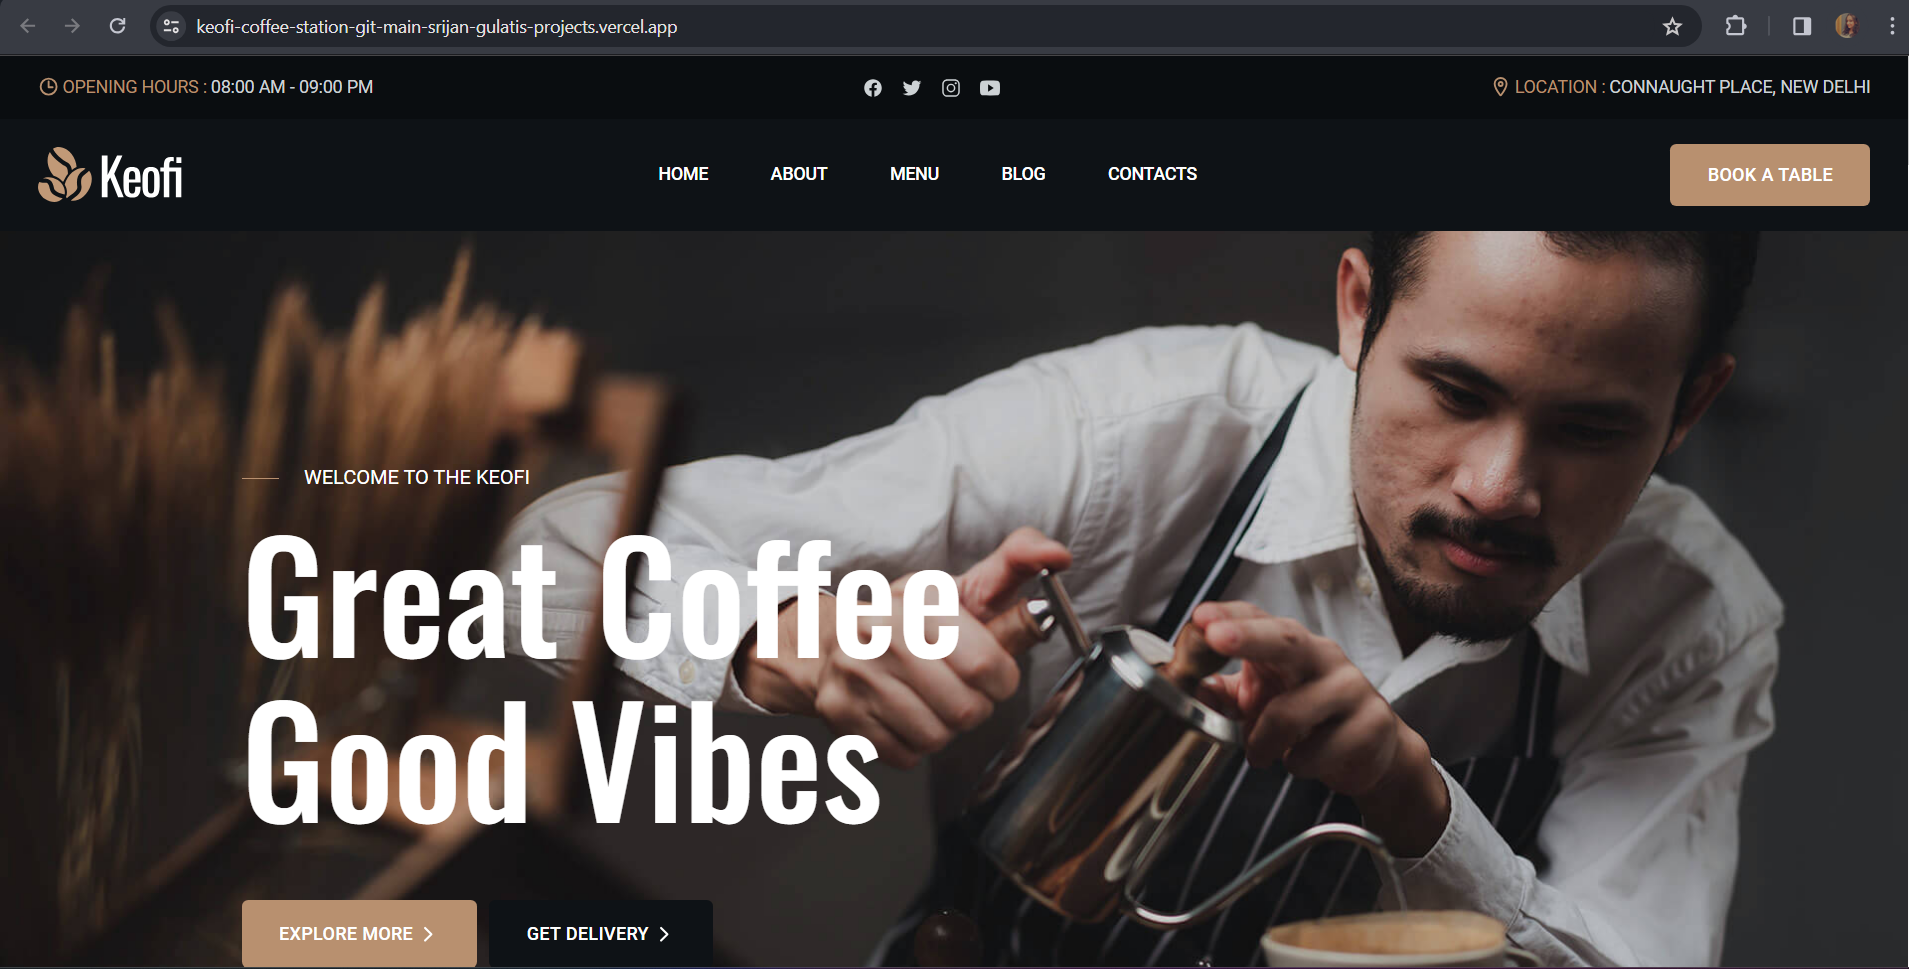 keofi-coffee-station-git-main-srijan-gulatis-projects.vercel.app
OPENING HOURS : 08:00 AM - 09:00 PM
LOCATION : CONNAUGHT PLACE, NEW DELHI
Keofi
HOME
ABOUT
MENU
BLOG
CONTACTS
BOOK A TABLE
WELCOME TO THE KEOFI
Great Coffee
Good Vibes
EXPLORE MORE
GET DELIVERY